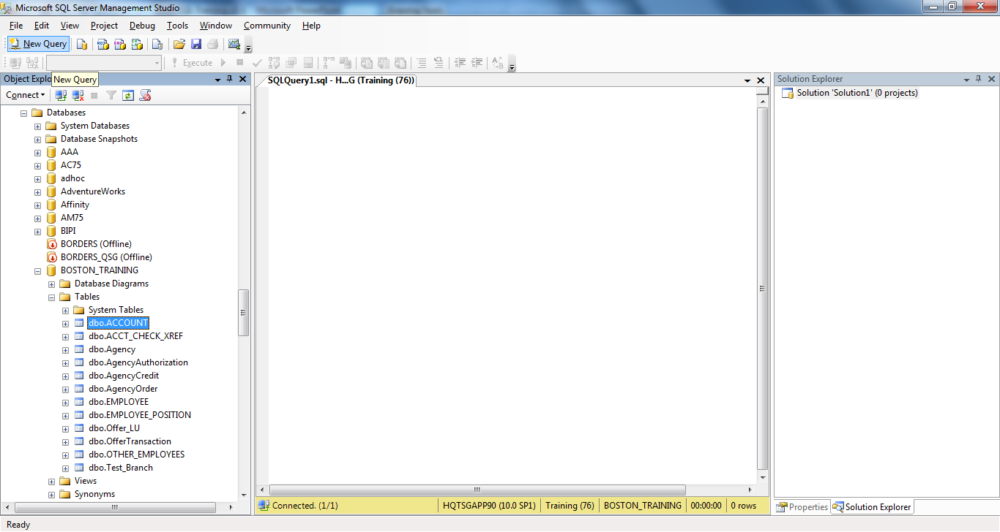 Microsoft SQL Server Management Studio
File Edit View Project Debug Tools Window Community Help
New Query
Execute
Object Explo
New Query
SQLQuery1.sql - H...G (Training (76))
Solution Explorer
Connect
Solution 'Solution1' (0 projects)
Databases
System Databases
Database Snapshots
AAA
AC75
adhoc
AdventureWorks
Affinity
AM75
BIPI
BORDERS (Offline)
BORDERS_QSG (Offline)
BOSTON_TRAINING
Database Diagrams
Tables
System Tables
dbo.ACCOUNT
dbo.ACCT_CHECK_XREF
dbo.Agency
dbo.AgencyAuthorization
dbo.AgencyCredit
dbo.AgencyOrder
dbo.EMPLOYEE
dbo.EMPLOYEE_POSITION
dbo.Offer_LU
dbo.OfferTransaction
dbo.OTHER_EMPLOYEES
dbo.Test_Branch
Views
Synonyms
Connected. (1/1) HQTSGAPP90 (10.0 SP1) Training (76) BOSTON_TRAINING 00:00:00 0 rows
Properties Solution Explorer
Ready